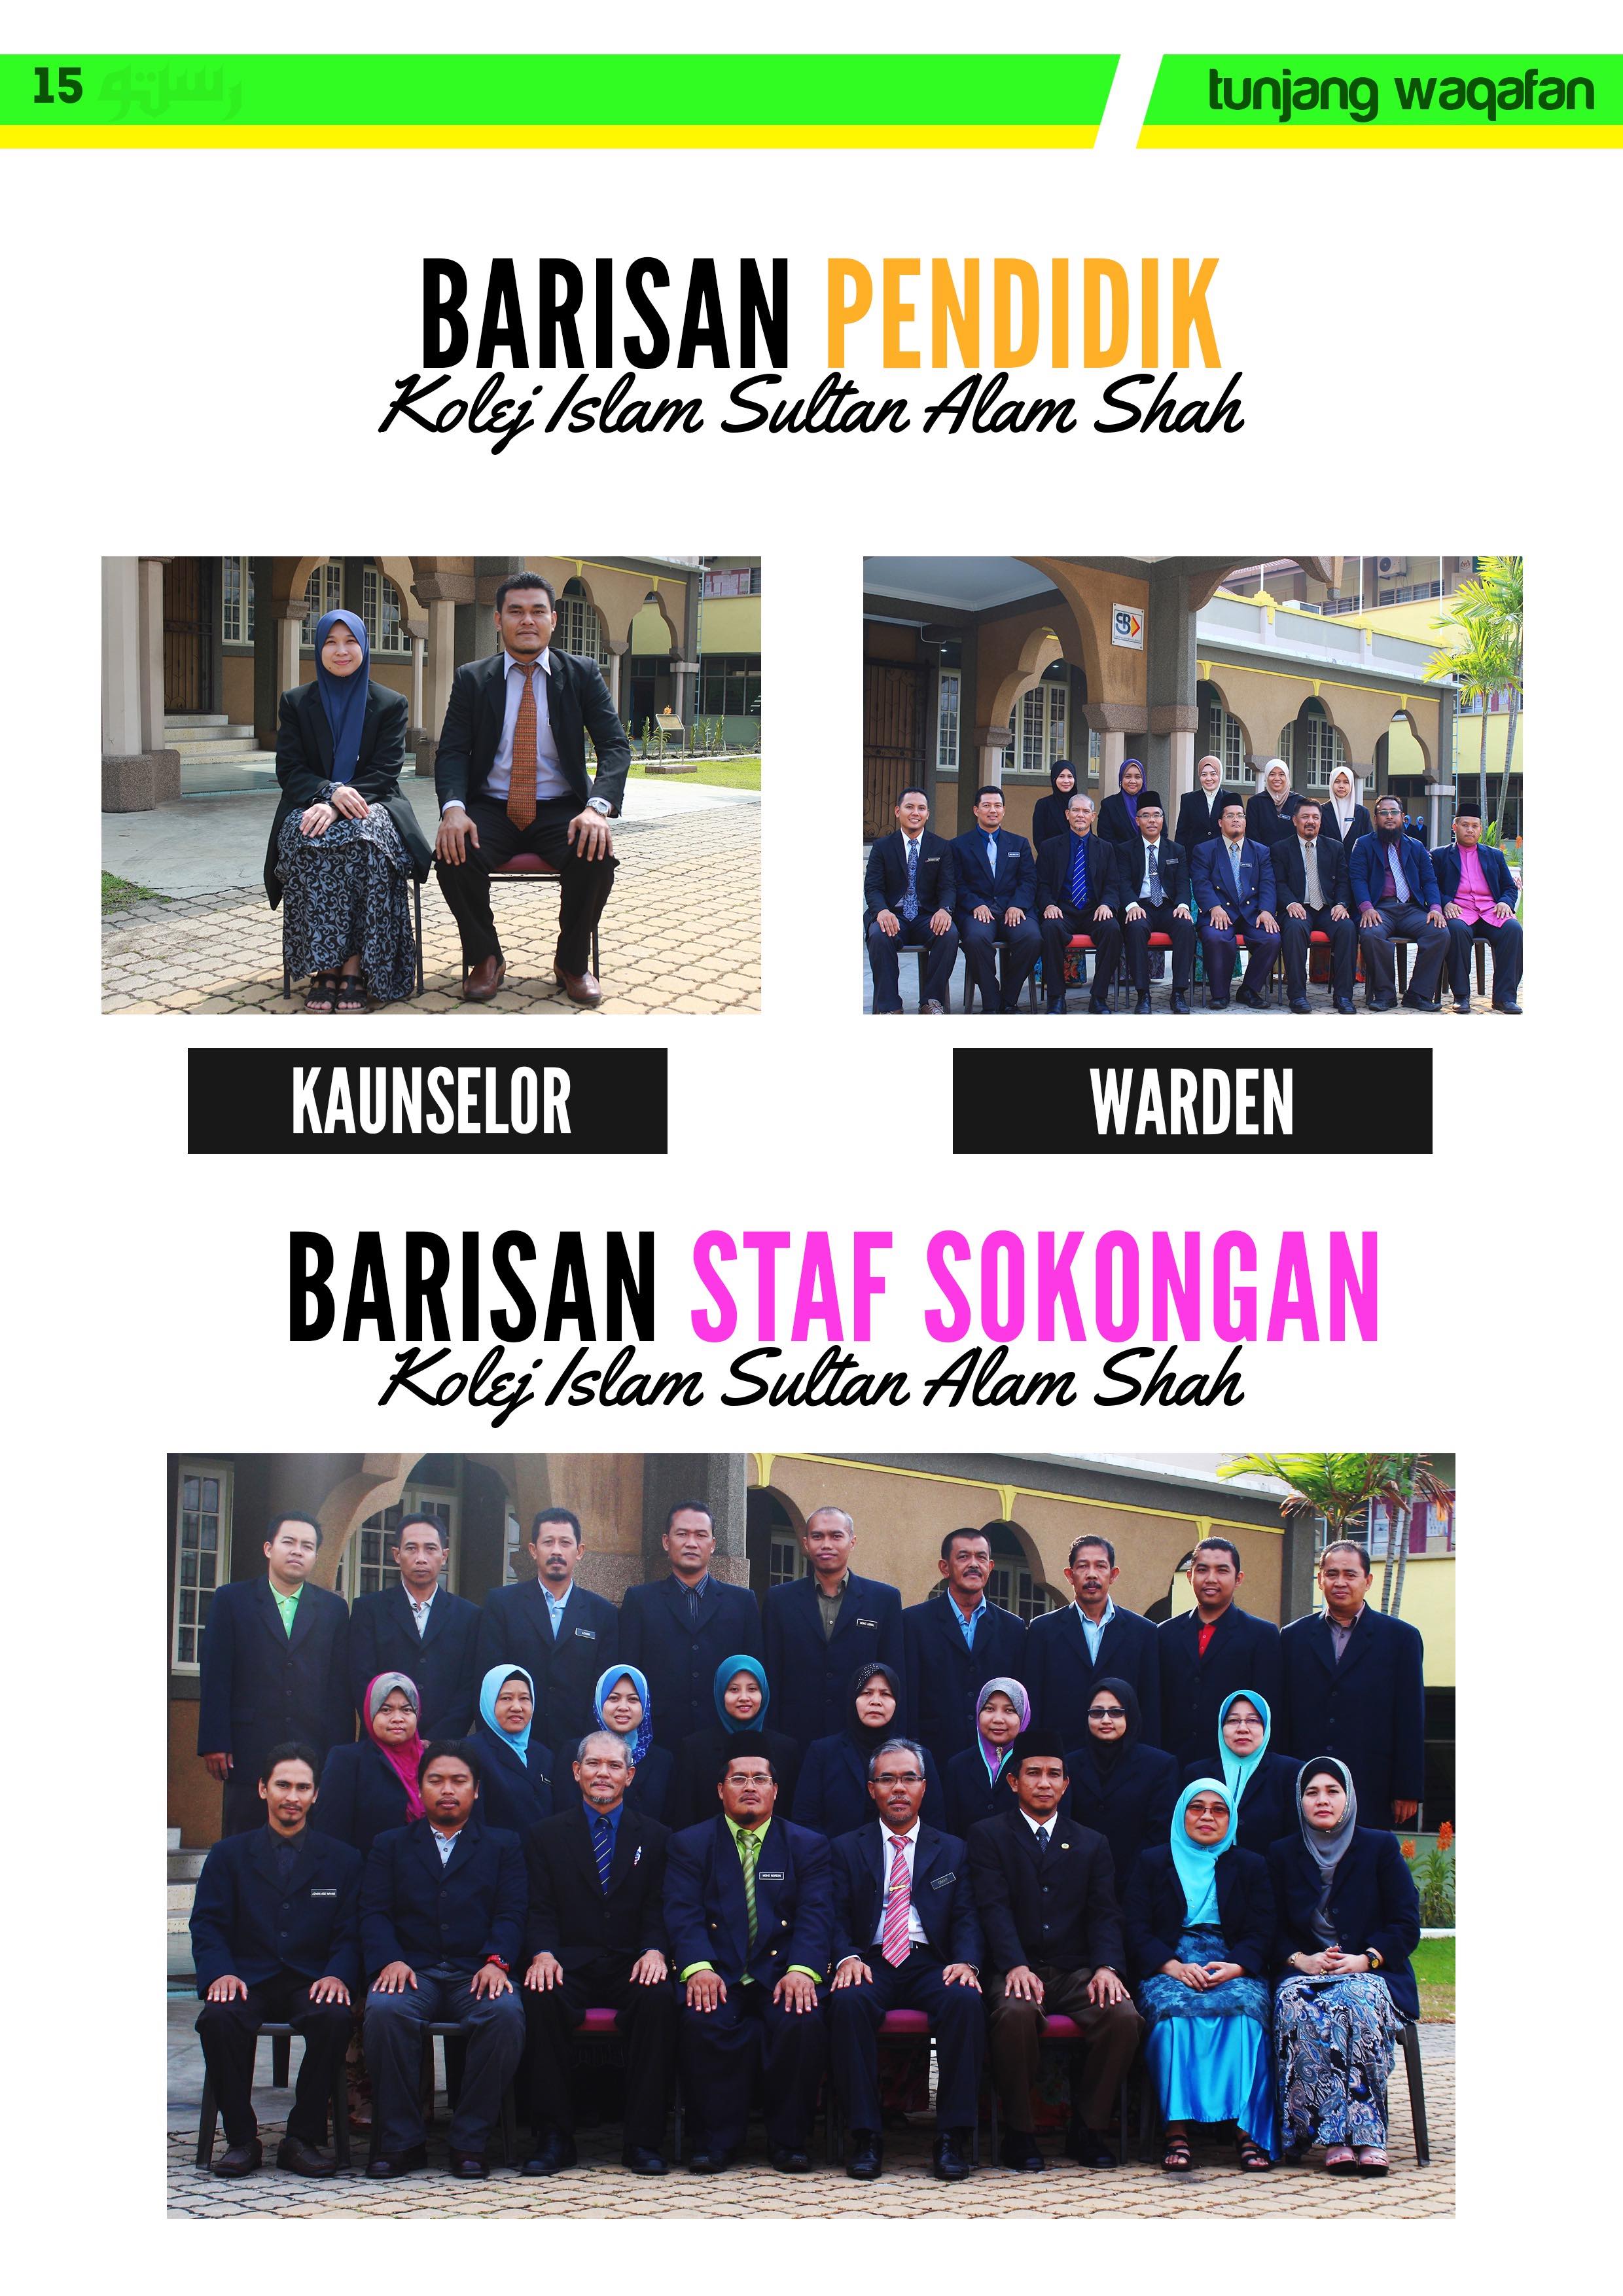 15 رستو
tunjang waqafan
BARISAN PENDIDIK
Kolej Islam Sultan Alam Shah
KAUNSELOR
WARDEN
BARISAN STAF SOKONGAN
Kolej Islam Sultan Alam Shah